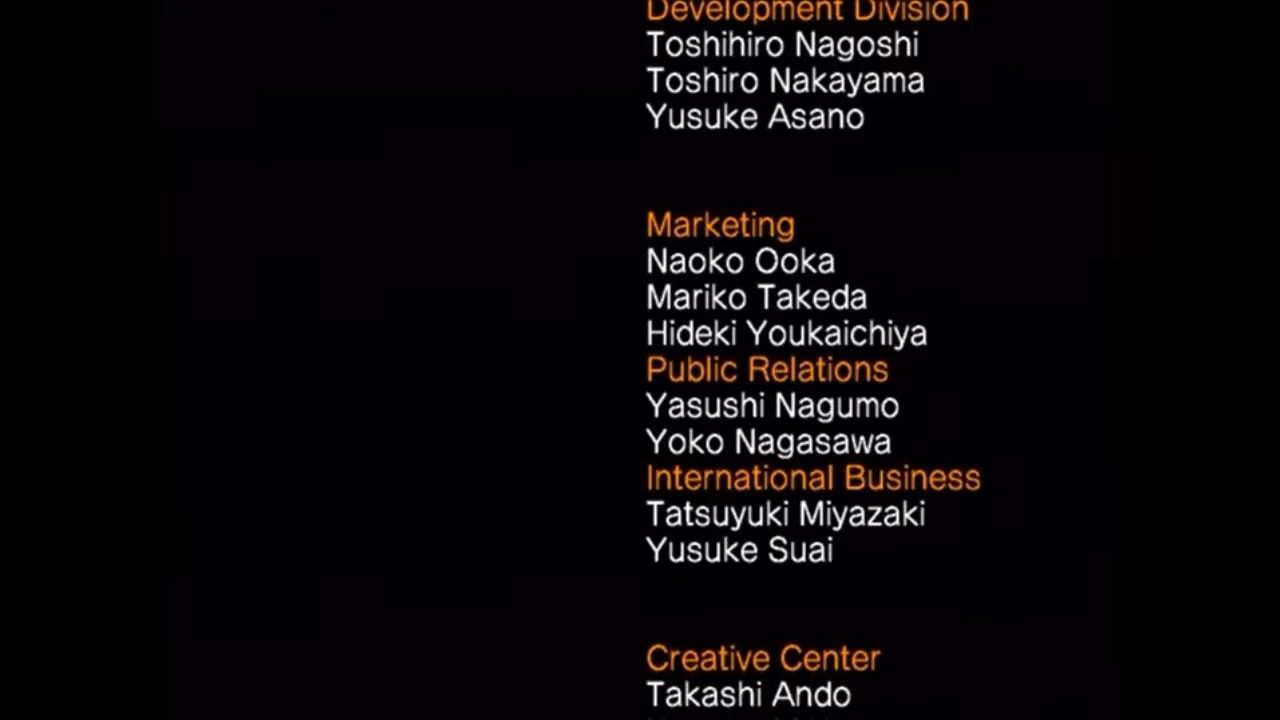 Development Division
Toshihiro Nagoshi
Toshiro Nakayama
Yusuke Asano
Marketing
Naoko Ooka
Mariko Takeda
Hideki Youkaichiya
Public Relations
Yasushi Nagumo
Yoko Nagasawa
International Business
Tatsuyuki Miyazaki
Yusuke Suai
Creative Center
Takashi Ando